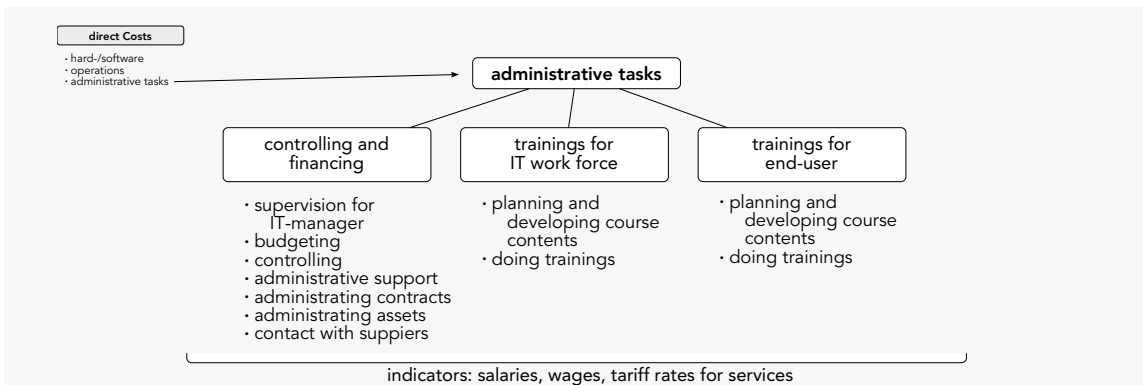 direct Costs
· hard-/software
· operations
· administrative tasks
administrative tasks
controlling and
financing
· supervision for
IT-manager
· budgeting
· controlling
· administrative support
· administrating contracts
· administrating assets
· contact with suppiers
trainings for
IT work force
· planning and
developing course
contents
· doing trainings
trainings for
end-user
· planning and
developing course
contents
· doing trainings
indicators: salaries, wages, tariff rates for services